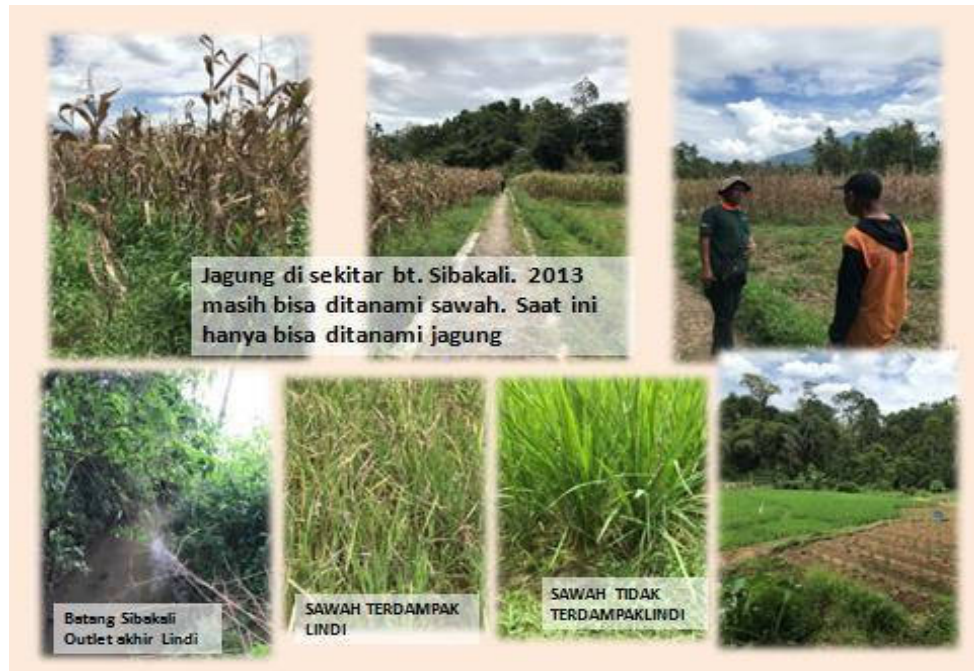 Jagung di sekitar bt. Sibakali. 2013
masih bisa ditanami sawah. Saat ini
hanya bisa ditanami jagung
Batang Sibakali
Outlet akhir Lindi
SAWAH TERDAMPAK
LINDI
SAWAH TIDAK
TERDAMPAKLINDI